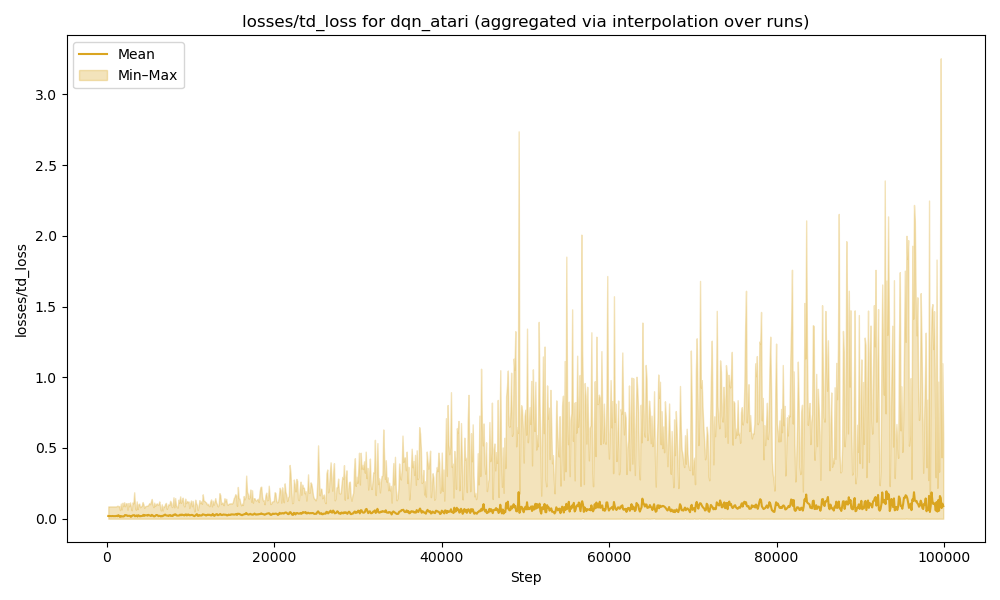 losses/td_loss for dqn_atari (aggregated via interpolation over runs)
Mean
Min–Max
losses/td_loss
3.0
2.5
2.0
1.5
1.0
0.5
0.0
0
20000
40000
60000
80000
100000
Step